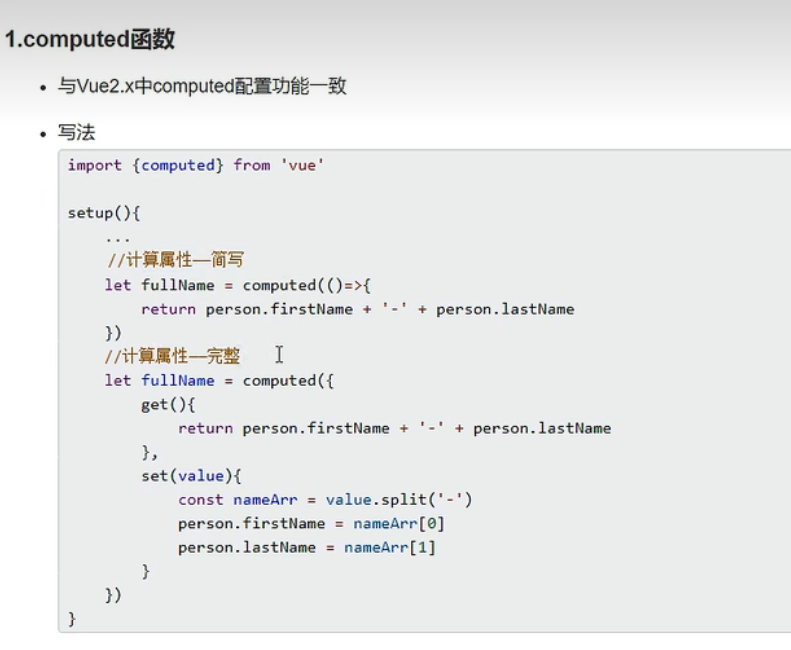 1.computed函数
• 与Vue2.x中computed配置功能一致
• 写法
import {computed} from 'vue'
setup(){
    ...
    //计算属性——简写
    let fullName = computed(()=>{
        return person.firstName + '-' + person.lastName
    })
    //计算属性——完整
    let fullName = computed({
        get(){
            return person.firstName + '-' + person.lastName
        },
        set(value){
            const nameArr = value.split('-')
            person.firstName = nameArr[0]
            person.lastName = nameArr[1]
        }
    })
}